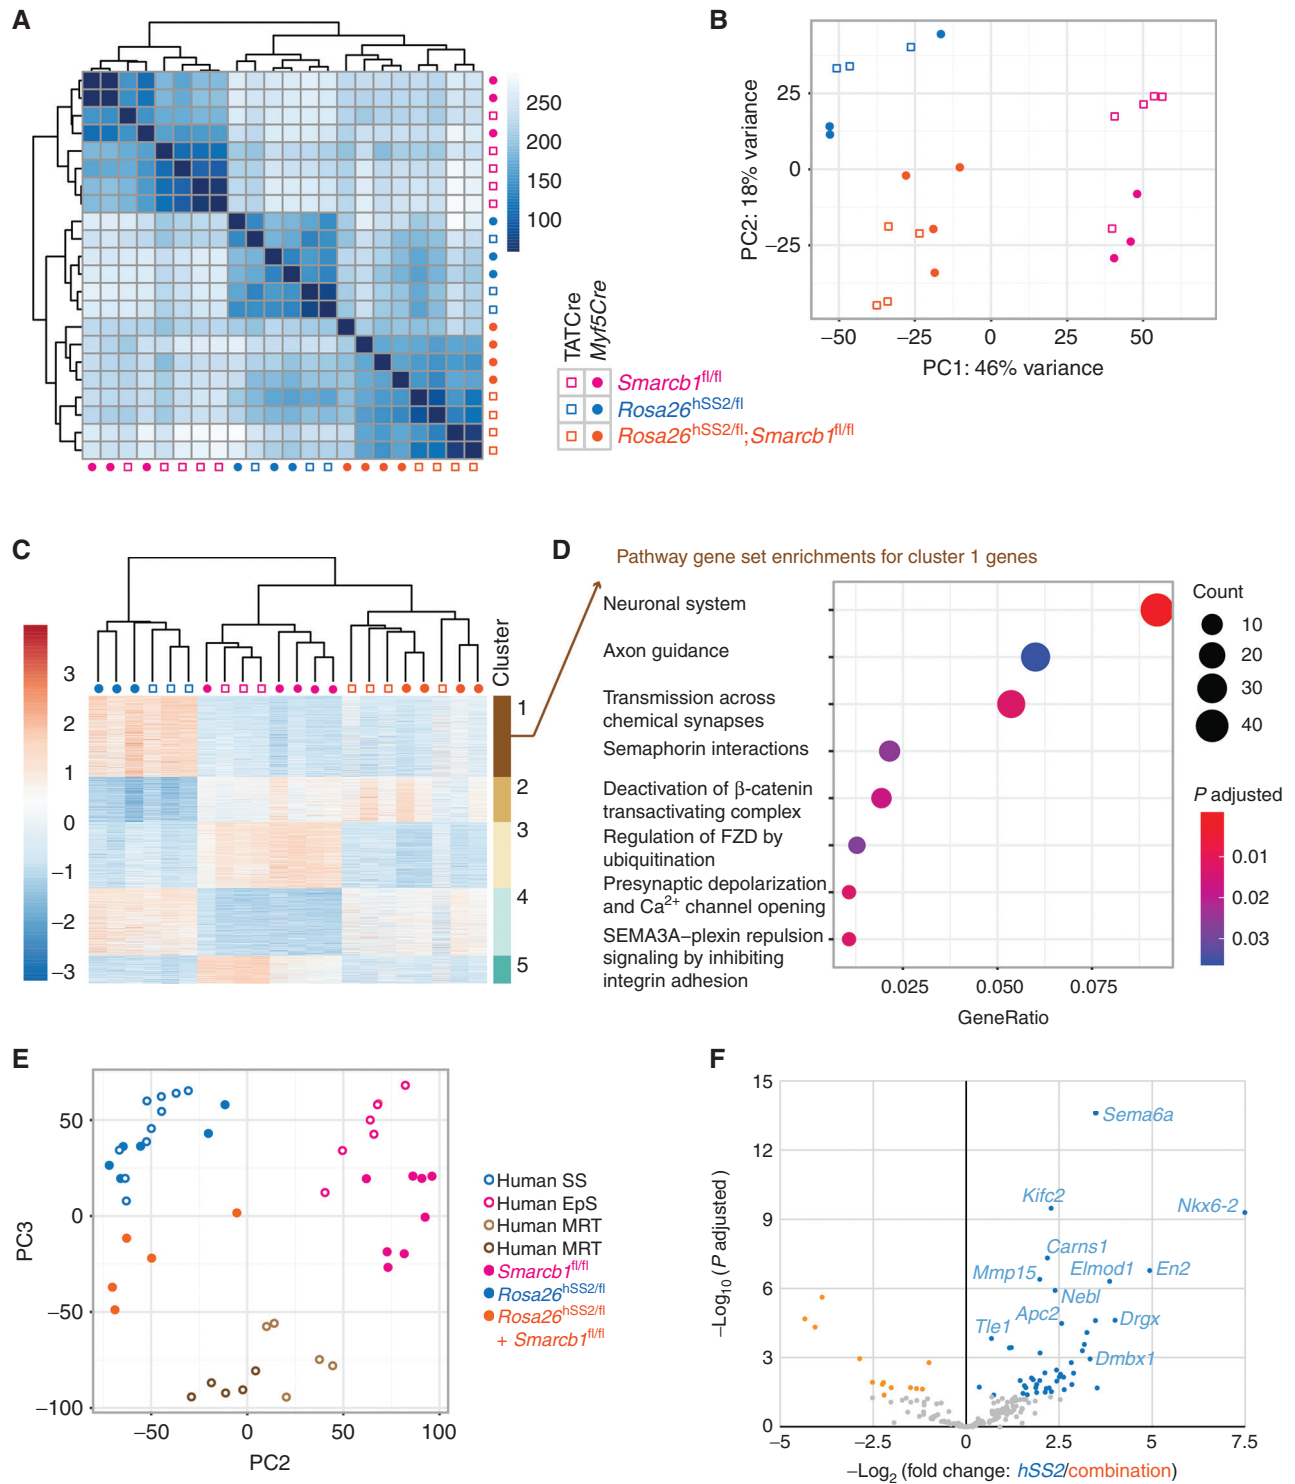 A
250
200
150
100
TATCre
Myf5Cre
Smarcb1fl/fl
Rosa26hSS2/fl
Rosa26hSS2/fl;Smarcb1fl/fl
B
PC2: 18% variance
25
0
−25
−50
−25
0
25
50
PC1: 46% variance
C
3
2
1
0
−1
−2
−3
Cluster
1
2
3
4
5
D
Pathway gene set enrichments for cluster 1 genes
Neuronal system
Axon guidance
Transmission across
chemical synapses
Semaphorin interactions
Deactivation of β-catenin
transactivating complex
Regulation of FZD by
ubiquitination
Presynaptic depolarization
and Ca2+ channel opening
SEMA3A−plexin repulsion
signaling by inhibiting
integrin adhesion
0.025
0.050
0.075
GeneRatio
Count
10
20
30
40
P adjusted
0.01
0.02
0.03
E
PC3
50
0
−50
−100
−50
0
50
100
PC2
Human SS
Human EpS
Human MRT
Human MRT
Smarcb1fl/fl
Rosa26hSS2/fl
Rosa26hSS2/fl
+ Smarcb1fl/fl
F
−Log10 (P adjusted)
15
12
9
6
3
0
−5
−2.5
0
2.5
5
7.5
Sema6a
Kifc2
Nkx6-2
Carns1
Mmp15
Elmod1
En2
Nebl
Apc2
Drgx
Tle1
Dmbx1
−Log2 (fold change: hSS2/combination)